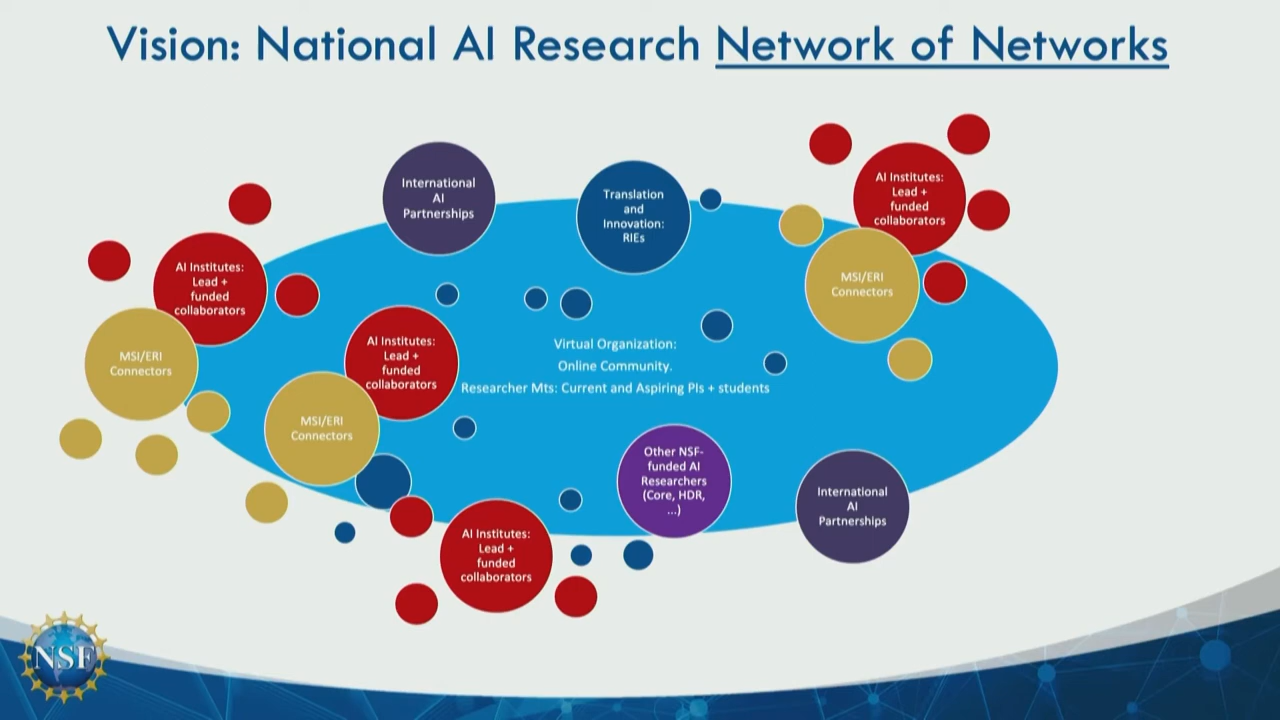 Vision: National AI Research Network of Networks
International
AI
Partnerships
Translation
and
Innovation:
RIEs
AI Institutes:
Lead +
funded
collaborators
AI Institutes:
Lead +
funded
collaborators
MSI/ERI
Connectors
MSI/ERI
Connectors
AI Institutes:
Lead +
funded
collaborators
Virtual Organization:
Online Community.
Researcher Mts: Current and Aspiring PIs + students
MSI/ERI
Connectors
Other NSF-
funded AI
Researchers
(Core, HDR,
...)
International
AI
Partnerships
AI Institutes:
Lead +
funded
collaborators
NSF